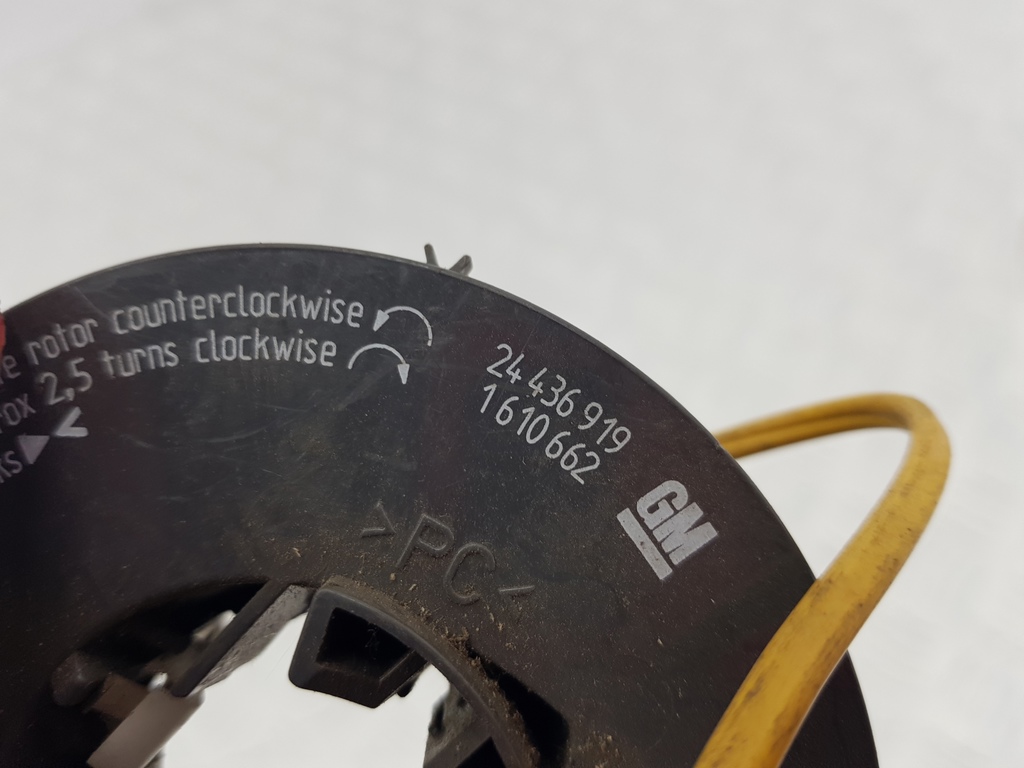 rotor counterclockwise
2,5 turns clockwise
24 436 919
1 610 662
GM
>PC<